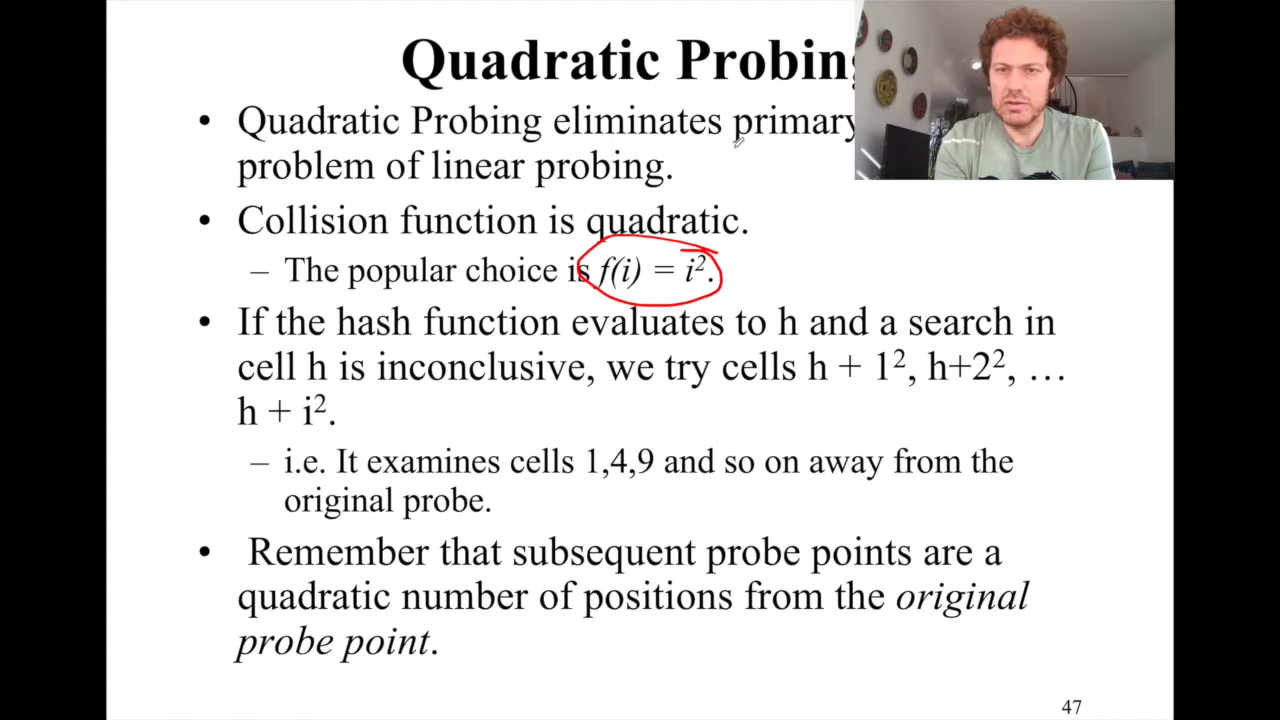 Quadratic Probin
• Quadratic Probing eliminates primary
problem of linear probing.
• Collision function is quadratic.
– The popular choice is f(i) = i².
• If the hash function evaluates to h and a search in
cell h is inconclusive, we try cells h + 1², h+2², …
h + i².
– i.e. It examines cells 1,4,9 and so on away from the
original probe.
• Remember that subsequent probe points are a
quadratic number of positions from the original
probe point.
47